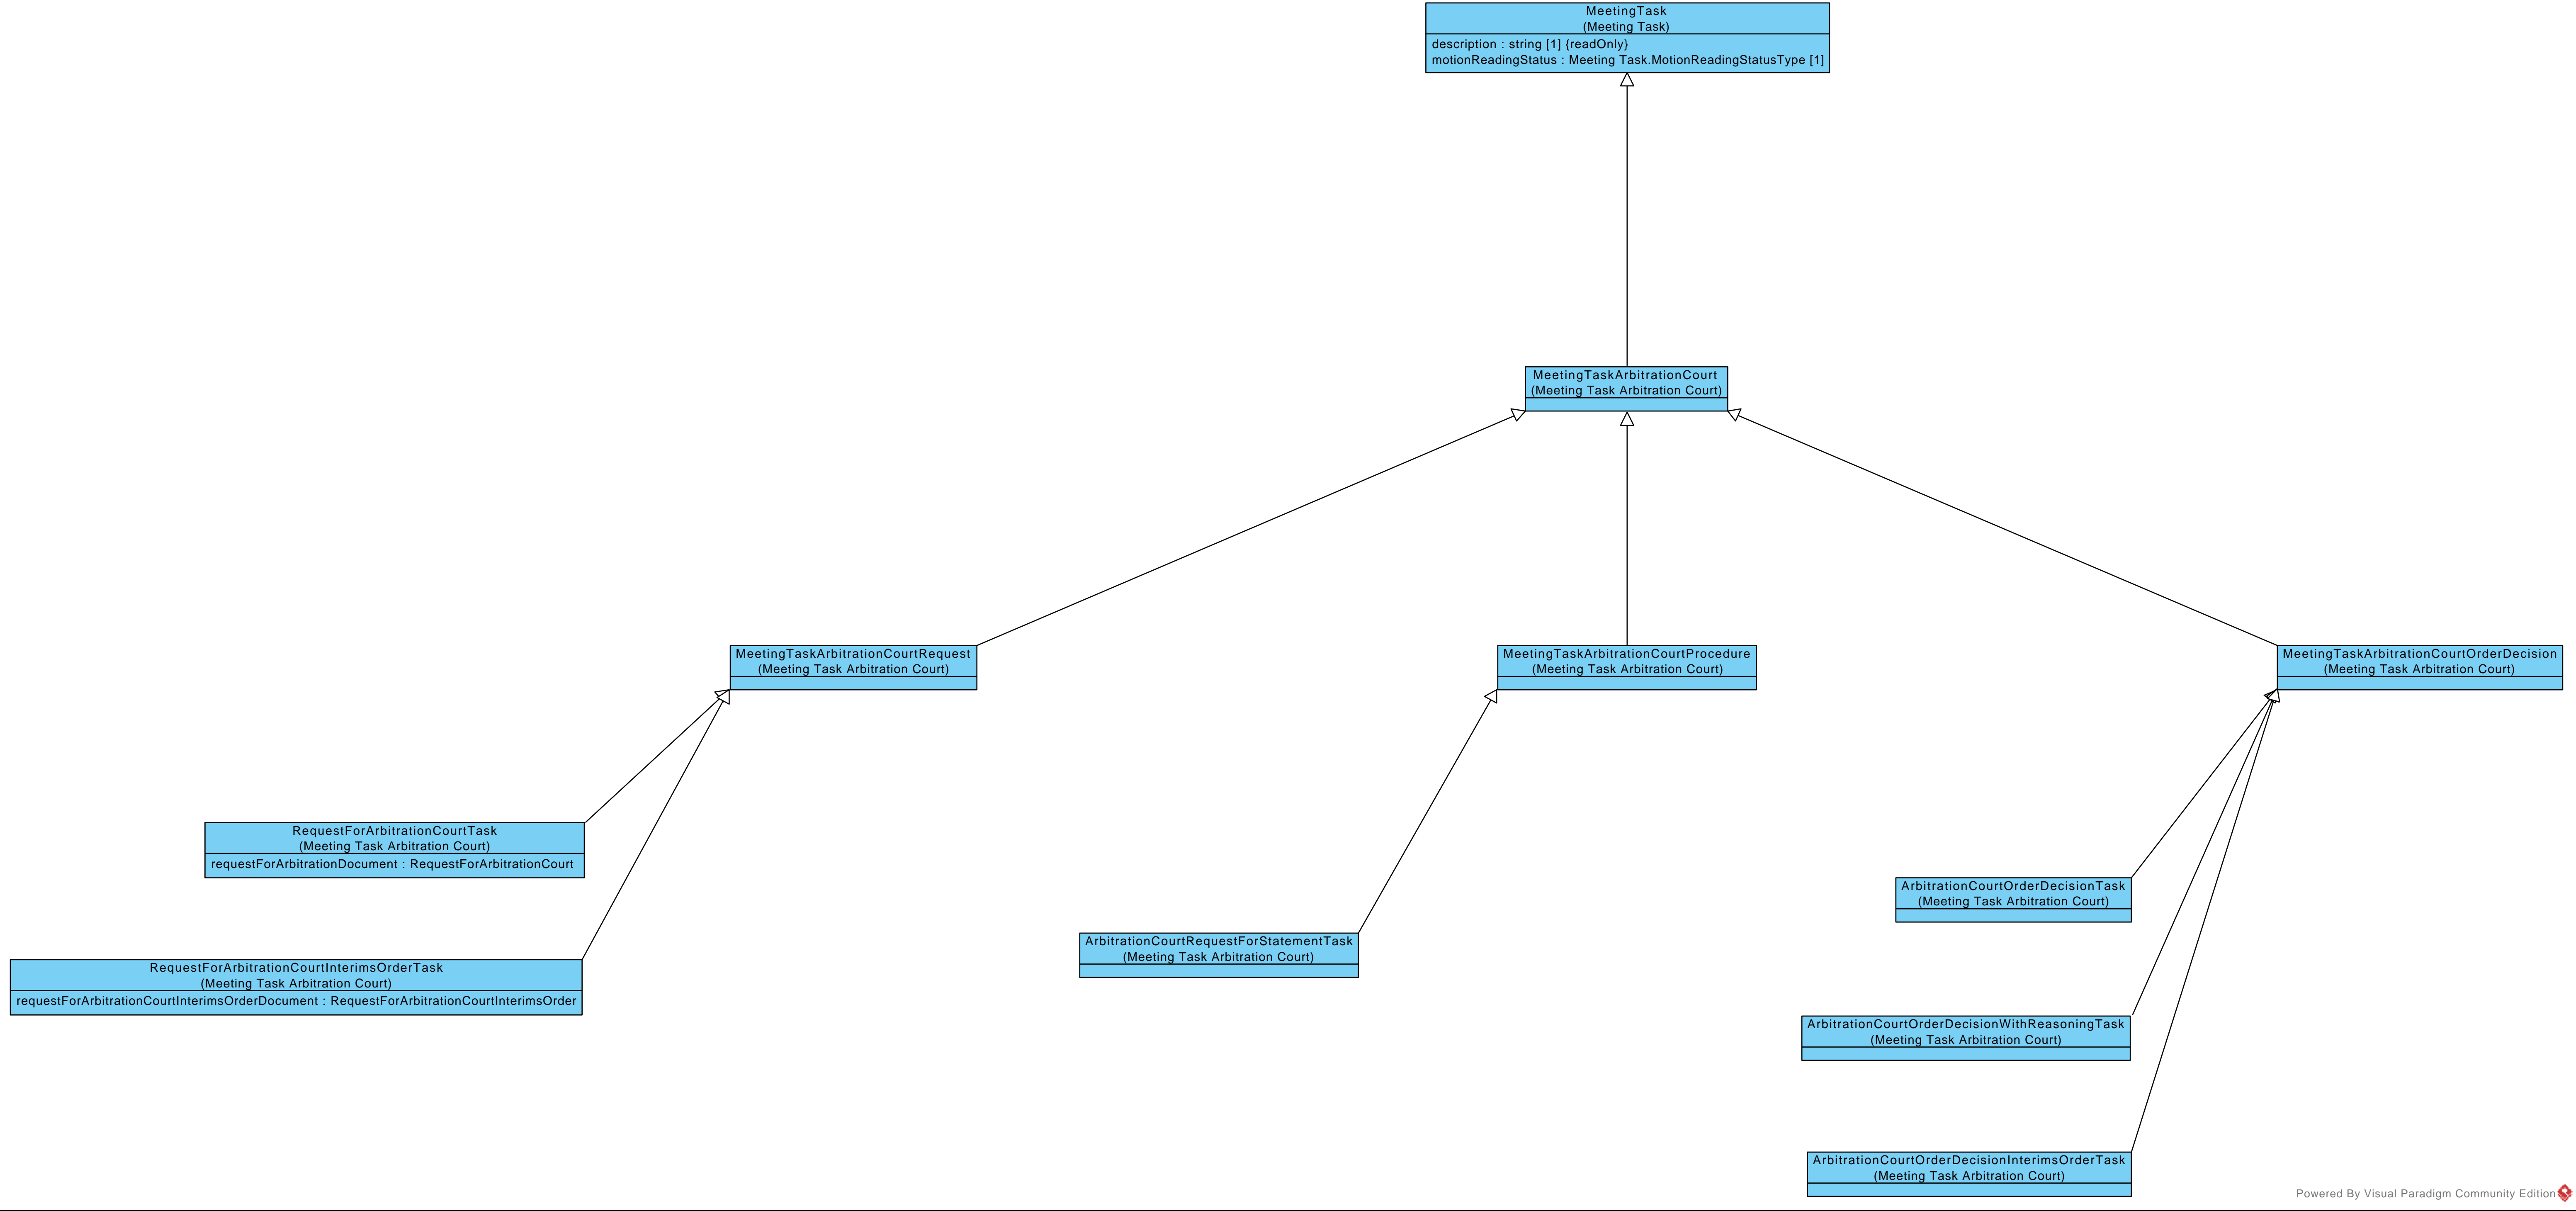 MeetingTask
(Meeting Task)
description : string [1] {readOnly}
motionReadingStatus : Meeting Task.MotionReadingStatusType [1]
MeetingTaskArbitrationCourt
(Meeting Task Arbitration Court)
MeetingTaskArbitrationCourtRequest
(Meeting Task Arbitration Court)
MeetingTaskArbitrationCourtProcedure
(Meeting Task Arbitration Court)
MeetingTaskArbitrationCourtOrderDecision
(Meeting Task Arbitration Court)
RequestForArbitrationCourtTask
(Meeting Task Arbitration Court)
requestForArbitrationDocument : RequestForArbitrationCourt
ArbitrationCourtOrderDecisionTask
(Meeting Task Arbitration Court)
ArbitrationCourtRequestForStatementTask
(Meeting Task Arbitration Court)
RequestForArbitrationCourtInterimsOrderTask
(Meeting Task Arbitration Court)
requestForArbitrationCourtInterimsOrderDocument : RequestForArbitrationCourtInterimsOrder
ArbitrationCourtOrderDecisionWithReasoningTask
(Meeting Task Arbitration Court)
ArbitrationCourtOrderDecisionInterimsOrderTask
(Meeting Task Arbitration Court)
Powered By Visual Paradigm Community Edition